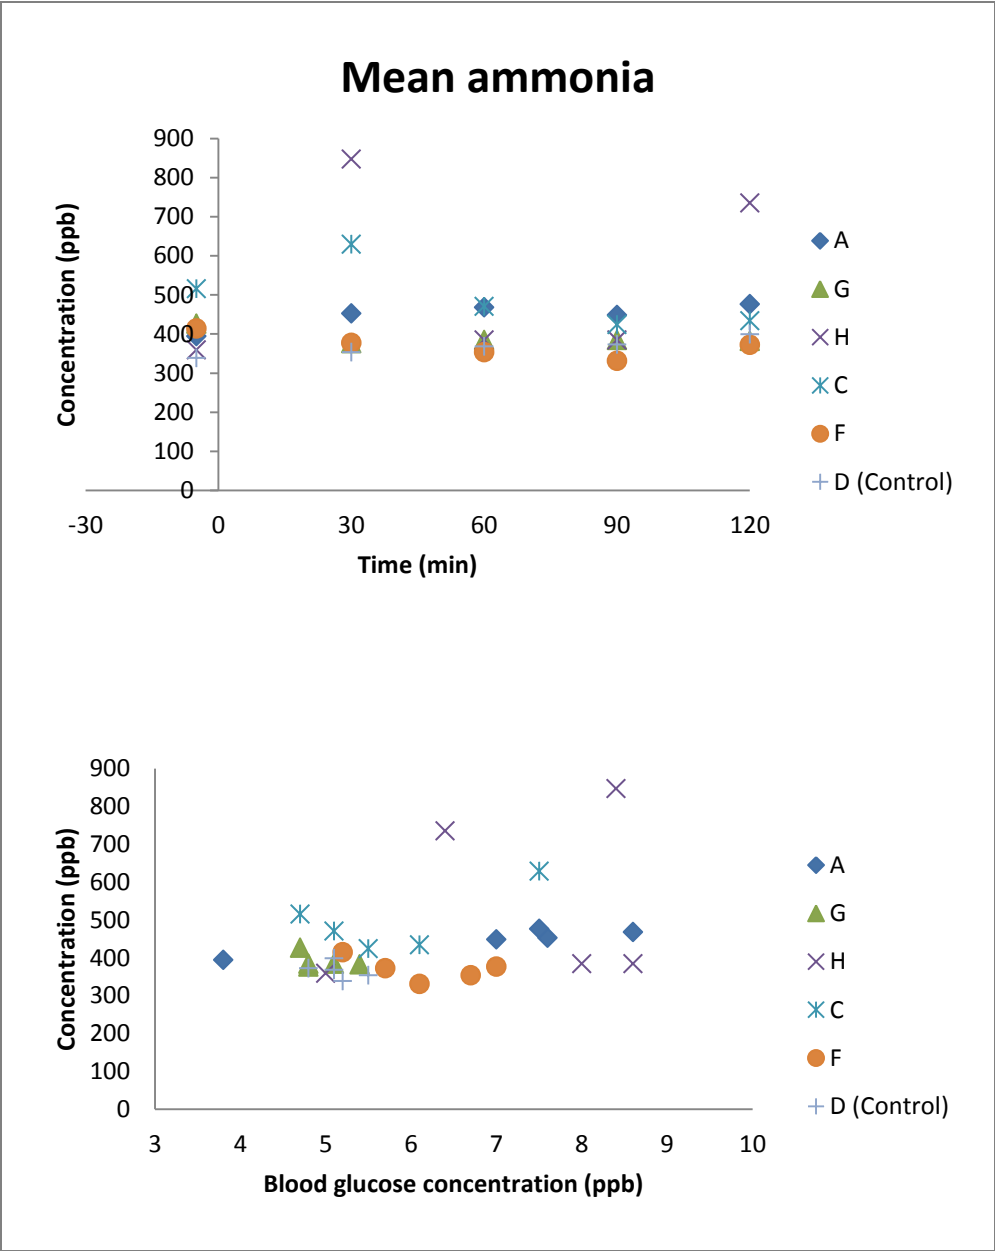 Mean ammonia
900
800
700
600
500
400
300
200
100
0
-30 0 30 60 90 120
Concentration (ppb)
Time (min)
A
G
H
C
F
D (Control)
900
800
700
600
500
400
300
200
100
0
3 4 5 6 7 8 9 10
Concentration (ppb)
Blood glucose concentration (ppb)
A
G
H
C
F
D (Control)